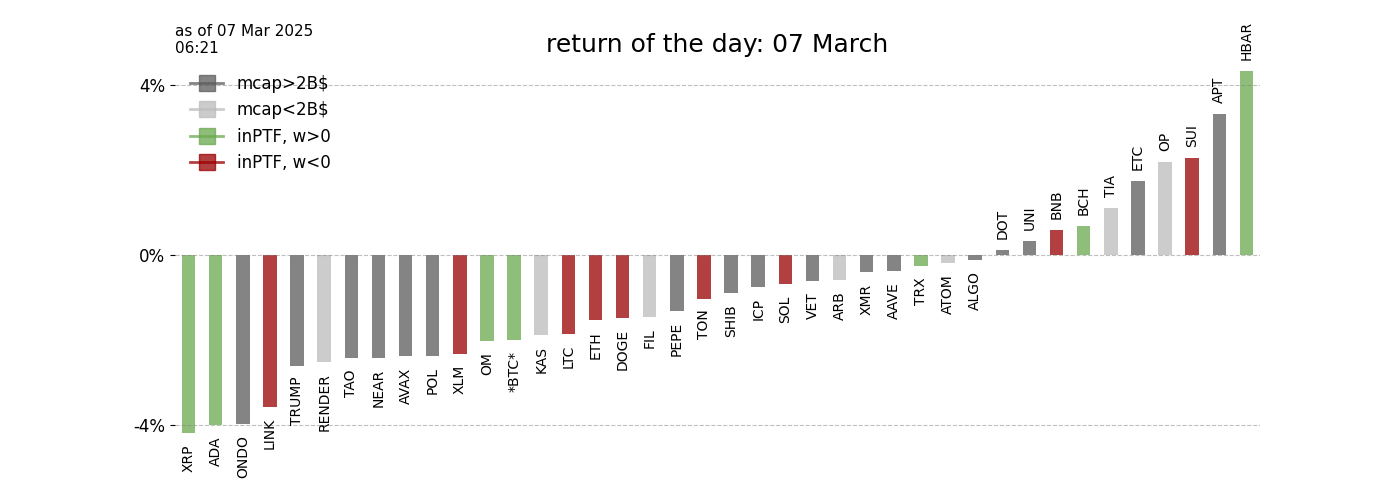 as of 07 Mar 2025
06:21
return of the day: 07 March
mcap>2B$
mcap<2B$
inPTF, w>0
inPTF, w<0
4%
0%
-4%
XRP
ADA
ONDO
LINK
TRUMP
RENDER
TAO
NEAR
AVAX
POL
XLM
OM
*BTC*
KAS
LTC
ETH
DOGE
FIL
PEPE
TON
SHIB
ICP
SOL
VET
ARB
XMR
AAVE
TRX
ATOM
ALGO
DOT
UNI
BNB
BCH
TIA
ETC
OP
SUI
APT
HBAR